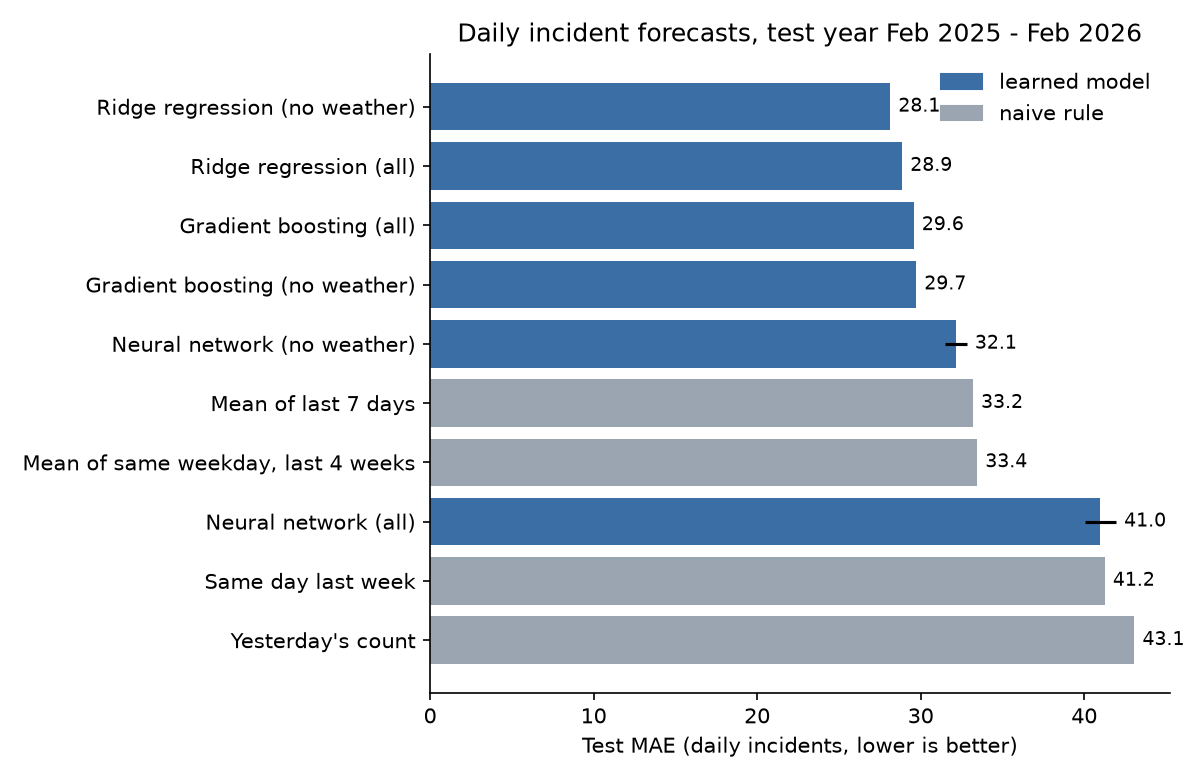 Daily incident forecasts, test year Feb 2025 - Feb 2026
learned model
naive rule
Ridge regression (no weather) 28.1
Ridge regression (all) 28.9
Gradient boosting (all) 29.6
Gradient boosting (no weather) 29.7
Neural network (no weather) 32.1
Mean of last 7 days 33.2
Mean of same weekday, last 4 weeks 33.4
Neural network (all) 41.0
Same day last week 41.2
Yesterday's count 43.1
0 10 20 30 40
Test MAE (daily incidents, lower is better)